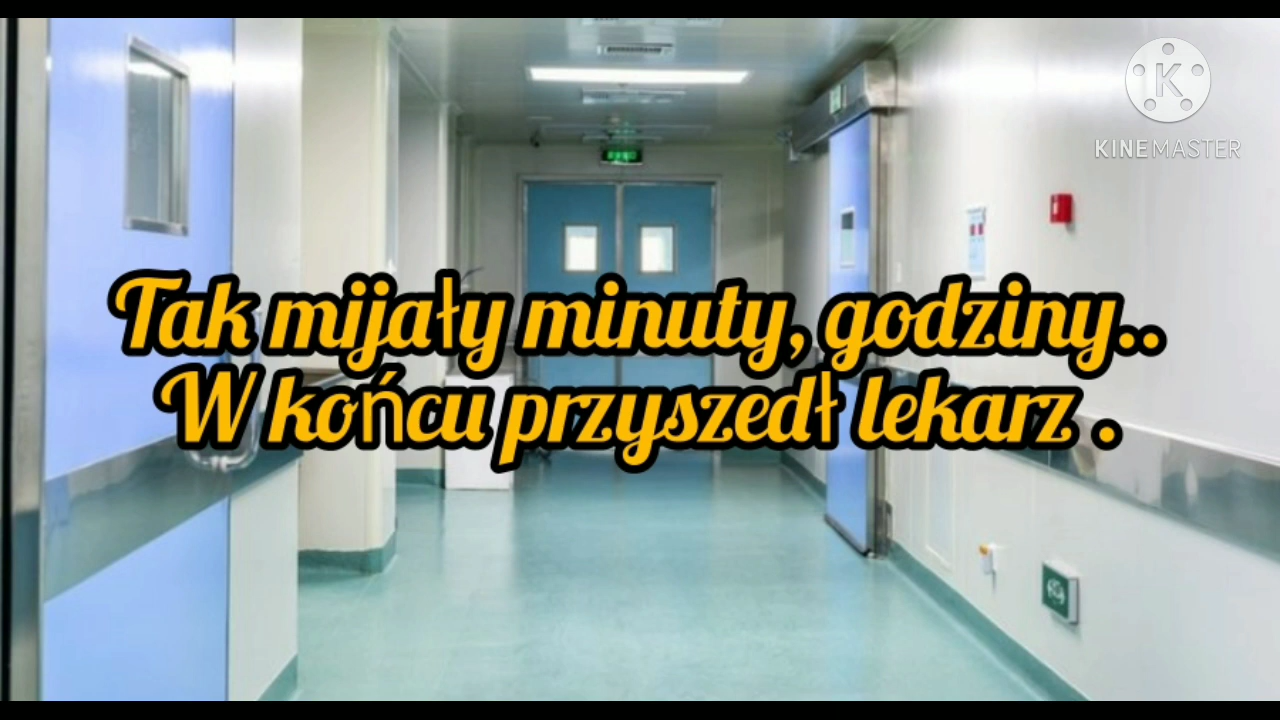 KINEMASTER
Tak mijały minuty, godziny..
W końcu przyszedł lekarz .